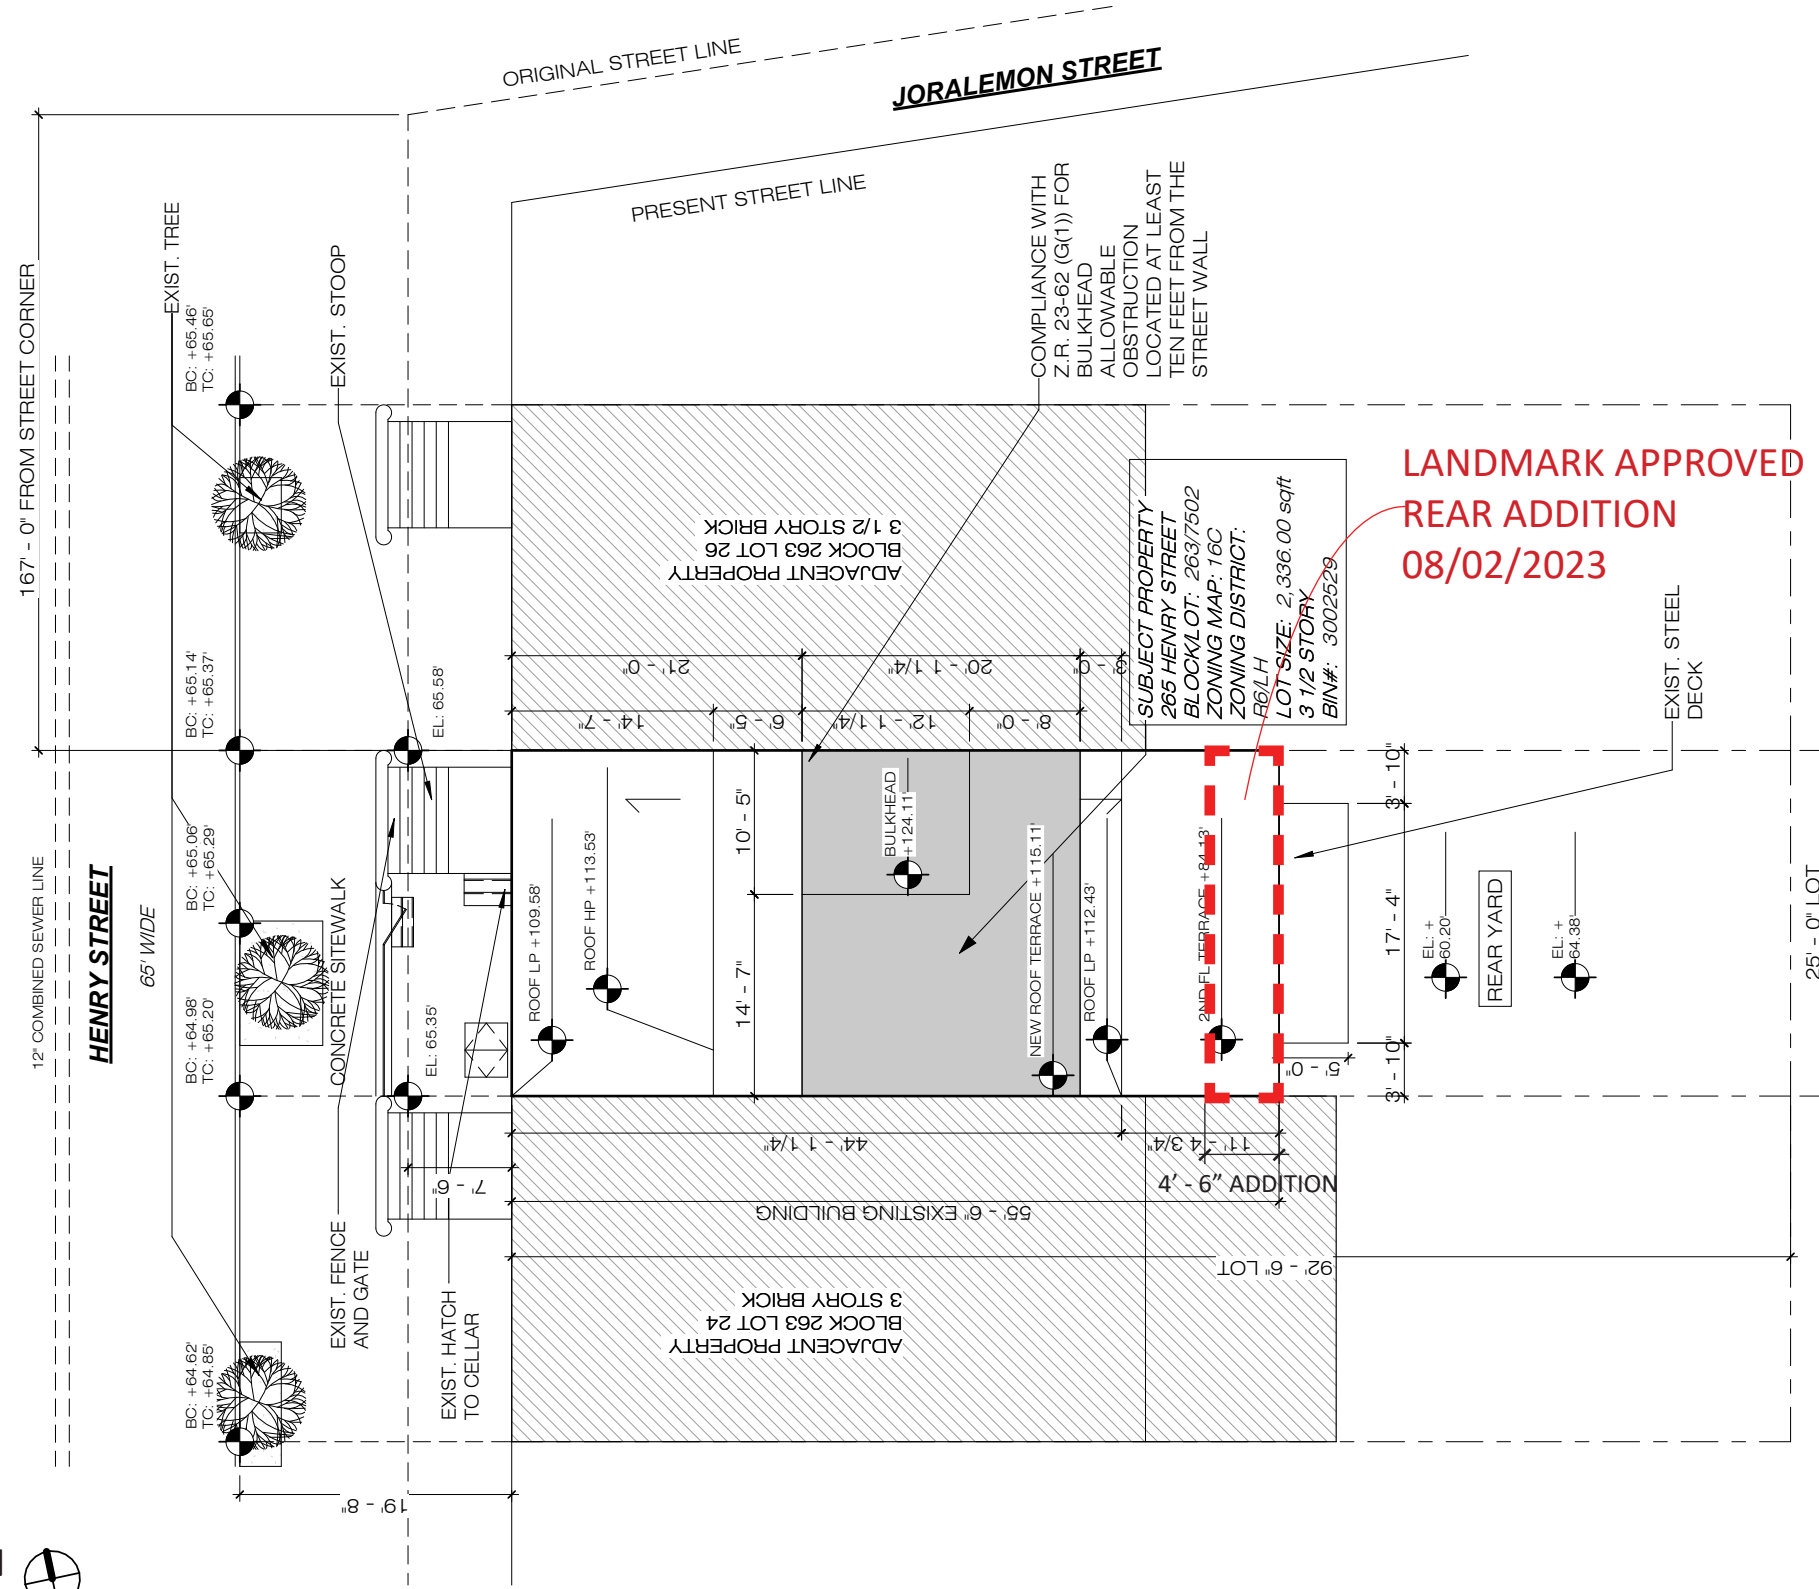 ORIGINAL STREET LINE
JORALEMON STREET
PRESENT STREET LINE
167' - 0" FROM STREET CORNER
EXIST. TREE
BC: +65.46'
TC: +65.65'
EXIST. STOOP
COMPLIANCE WITH
Z.R. 23-62 (G(1)) FOR
BULKHEAD
ALLOWABLE
OBSTRUCTION
LOCATED AT LEAST
TEN FEET FROM THE
STREET WALL
LANDMARK APPROVED
REAR ADDITION
08/02/2023
ADJACENT PROPERTY
BLOCK 263 LOT 26
3 1/2 STORY BRICK
SUBJECT PROPERTY
265 HENRY STREET
BLOCK/LOT: 263/7502
ZONING MAP: 16C
ZONING DISTRICT:
R6/LH
LOT SIZE: 2,336.00 sqft
3 1/2 STORY
BIN#: 3002529
EXIST. STEEL
DECK
BC: +65.14'
TC: +65.37'
EL: 65.58'
21' - 0"
20' - 1 1/4"
3' - 0"
14' - 7"
6' - 5"
12' - 1 1/4"
8' - 0"
12" COMBINED SEWER LINE
HENRY STREET
65' WIDE
BC: +65.06'
TC: +65.29'
BC: +64.98'
TC: +65.20'
CONCRETE SITEWALK
EL: 65.35'
ROOF LP +109.58'
ROOF HP +113.53'
10' - 5"
14' - 7"
BULKHEAD
+124.11'
NEW ROOF TERRACE +115.11'
ROOF LP +112.43'
2ND FL TERRACE +84.13'
3' - 10"
17' - 4"
3' - 10"
5' - 0"
EL: +
60.20'
REAR YARD
EL: +
64.38'
25' - 0" LOT
44' - 1 1/4"
11' - 4 3/4"
4' - 6” ADDITION
7' - 6"
55' - 6" EXISTING BUILDING
92' - 6" LOT
EXIST. FENCE
AND GATE
EXIST. HATCH
TO CELLAR
ADJACENT PROPERTY
BLOCK 263 LOT 24
3 STORY BRICK
BC: +64.62'
TC: +64.85'
19' - 8"